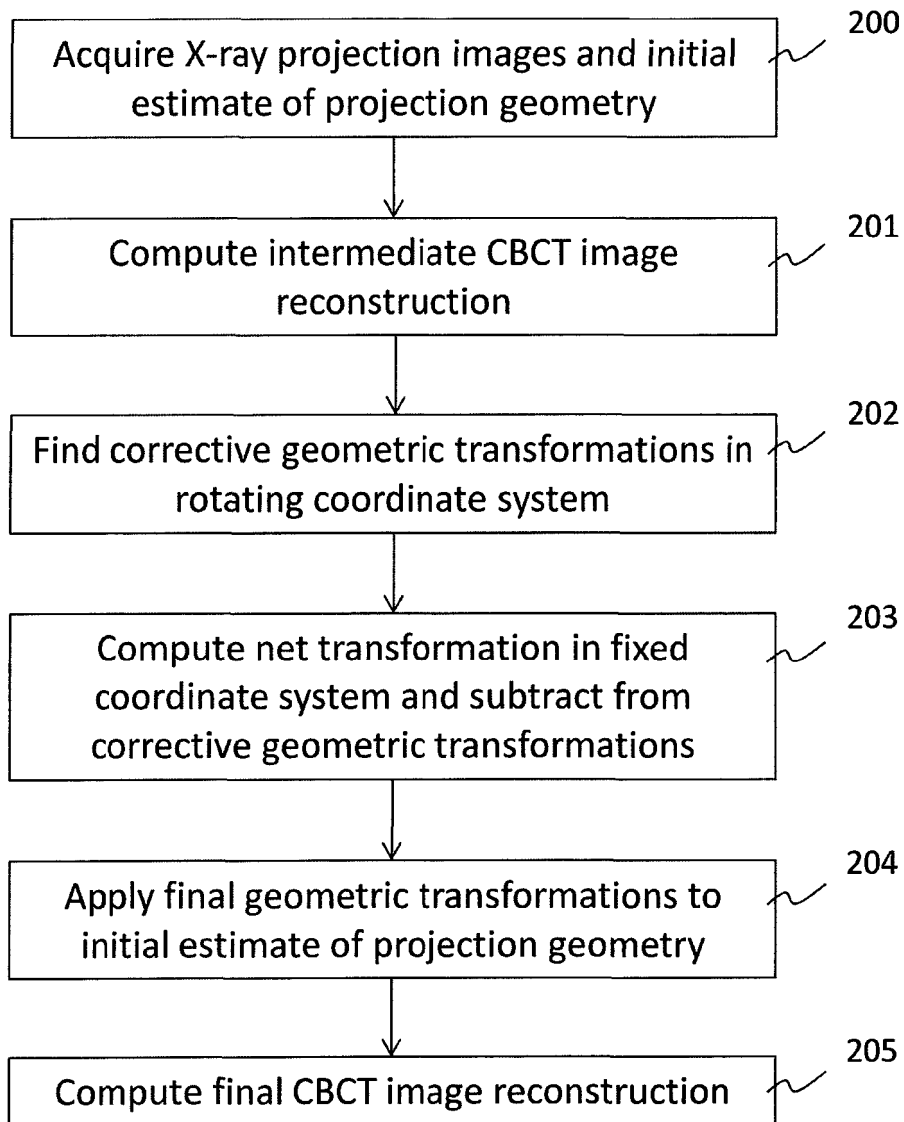 200
Acquire X-ray projection images and initial
estimate of projection geometry
201
Compute intermediate CBCT image
reconstruction
202
Find corrective geometric transformations in
rotating coordinate system
203
Compute net transformation in fixed
coordinate system and subtract from
corrective geometric transformations
204
Apply final geometric transformations to
initial estimate of projection geometry
205
Compute final CBCT image reconstruction